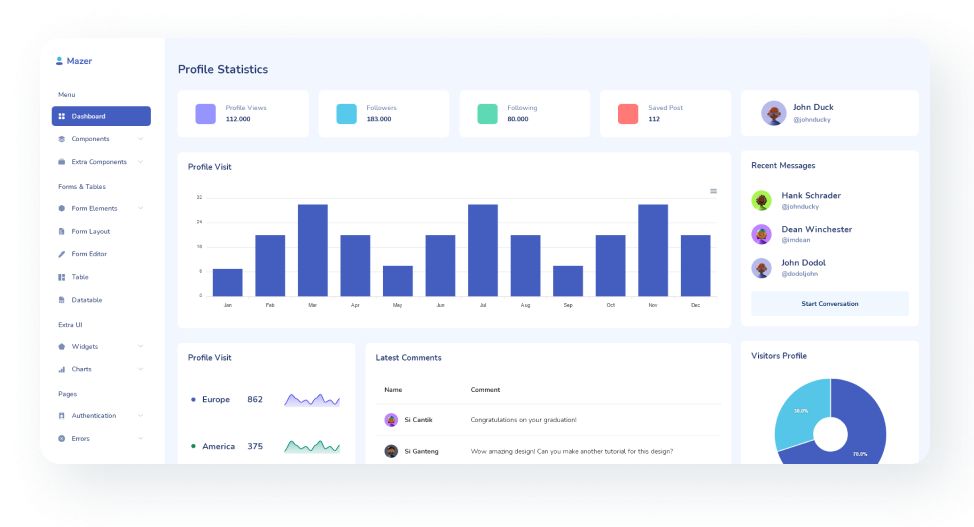 Mazer
Menu
Dashboard
Components
Extra Components
Forms & Tables
Form Elements
Form Layout
Form Editor
Table
Datatable
Extra UI
Widgets
Charts
Pages
Authentication
Errors
Profile Statistics
Profile Views
112.000
Followers
183.000
Following
80.000
Saved Post
112
John Duck
@johnducky
Profile Visit
32
24
16
8
0
Jan Feb Mar Apr May Jun Jul Aug Sep Oct Nov Dec
Recent Messages
Hank Schrader
@johnducky
Dean Winchester
@imdean
John Dodol
@dodoljohn
Start Conversation
Profile Visit
Europe 862
America 375
Latest Comments
Name Comment
Si Cantik Congratulations on your graduation!
Si Ganteng Wow amazing design! Can you make another tutorial for this design?
Visitors Profile
30.0%
70.0%